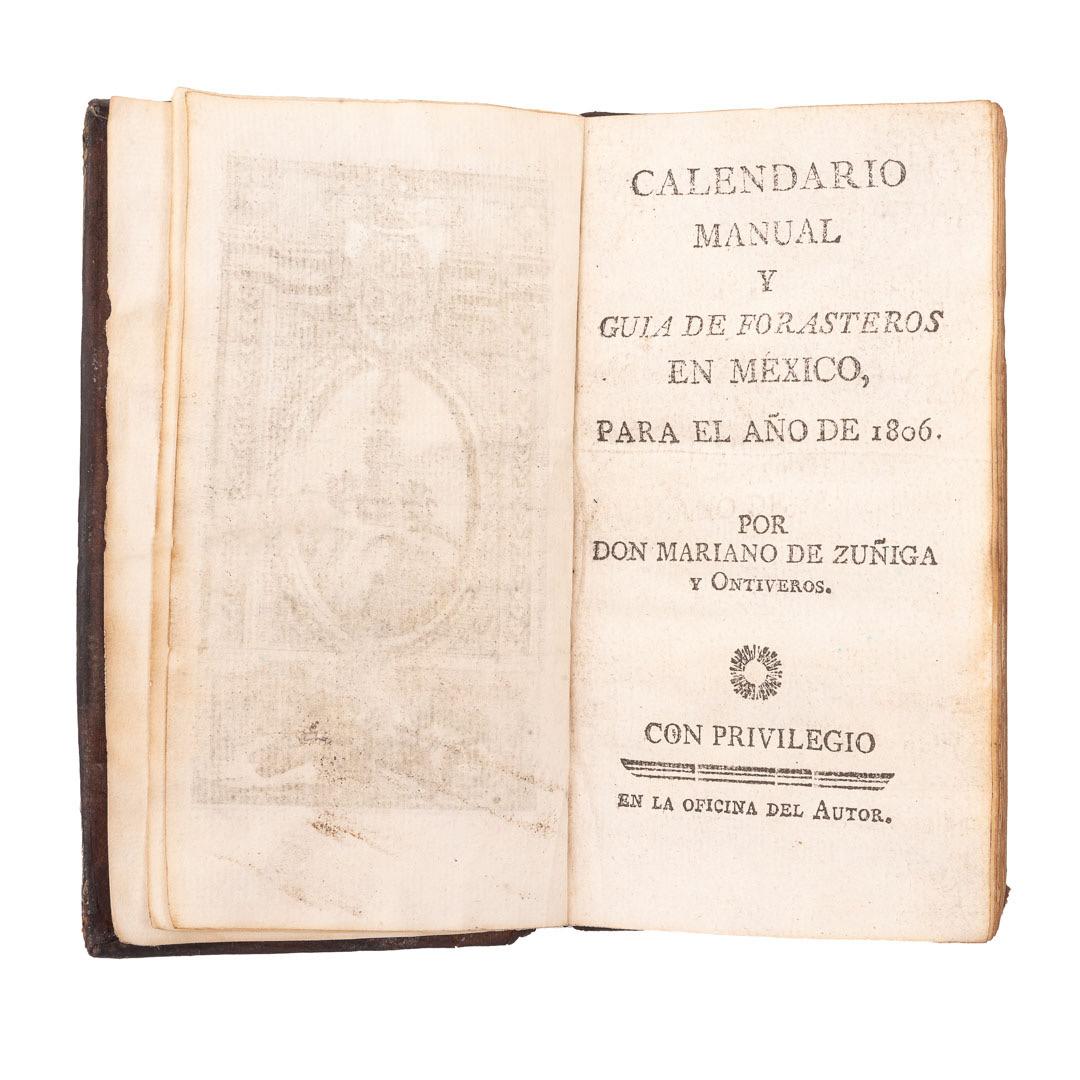 CALENDARIO
MANUAL
Y
GUIA DE FORASTEROS
EN MÉXICO,
PARA EL AÑO DE 1806.
POR
DON MARIANO DE ZUÑIGA
Y ONTIVEROS.
CON PRIVILEGIO
EN LA OFICINA DEL AUTOR.